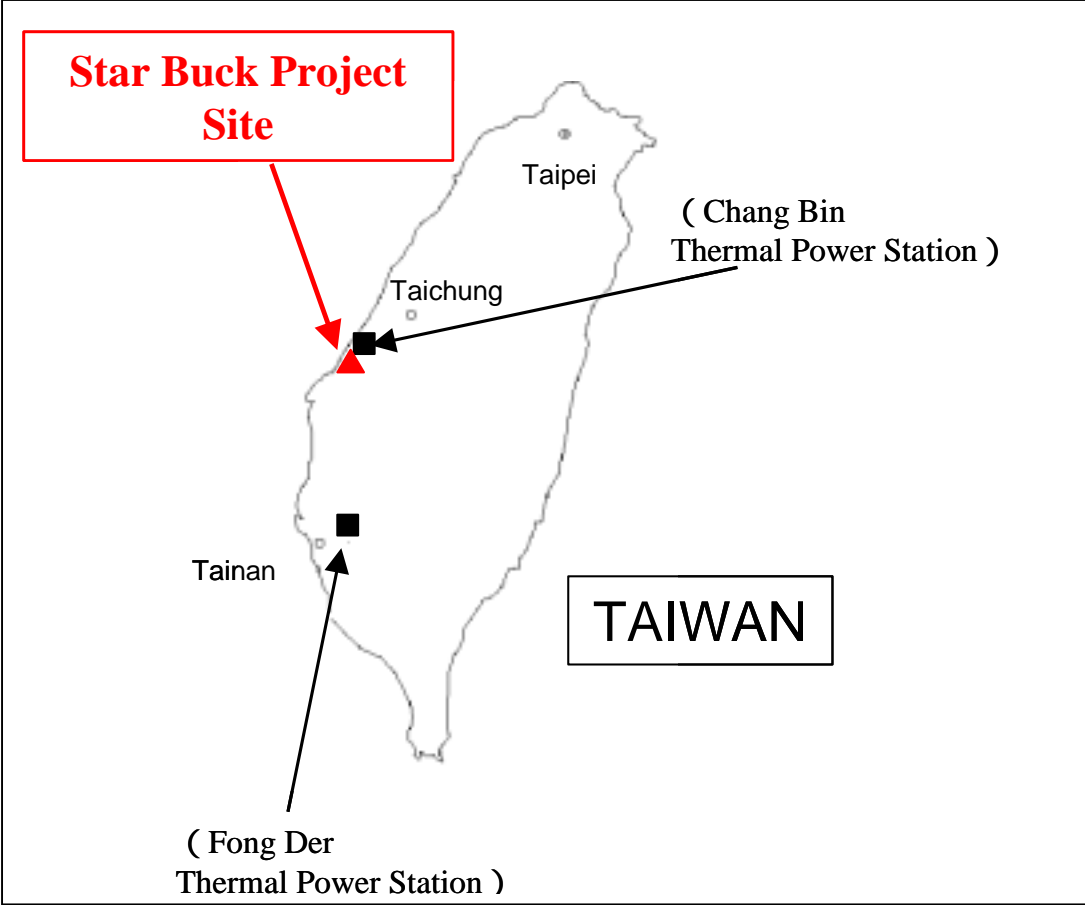 Star Buck Project
Site
Taipei
( Chang Bin
Thermal Power Station )
Taichung
Tainan
TAIWAN
( Fong Der
Thermal Power Station )